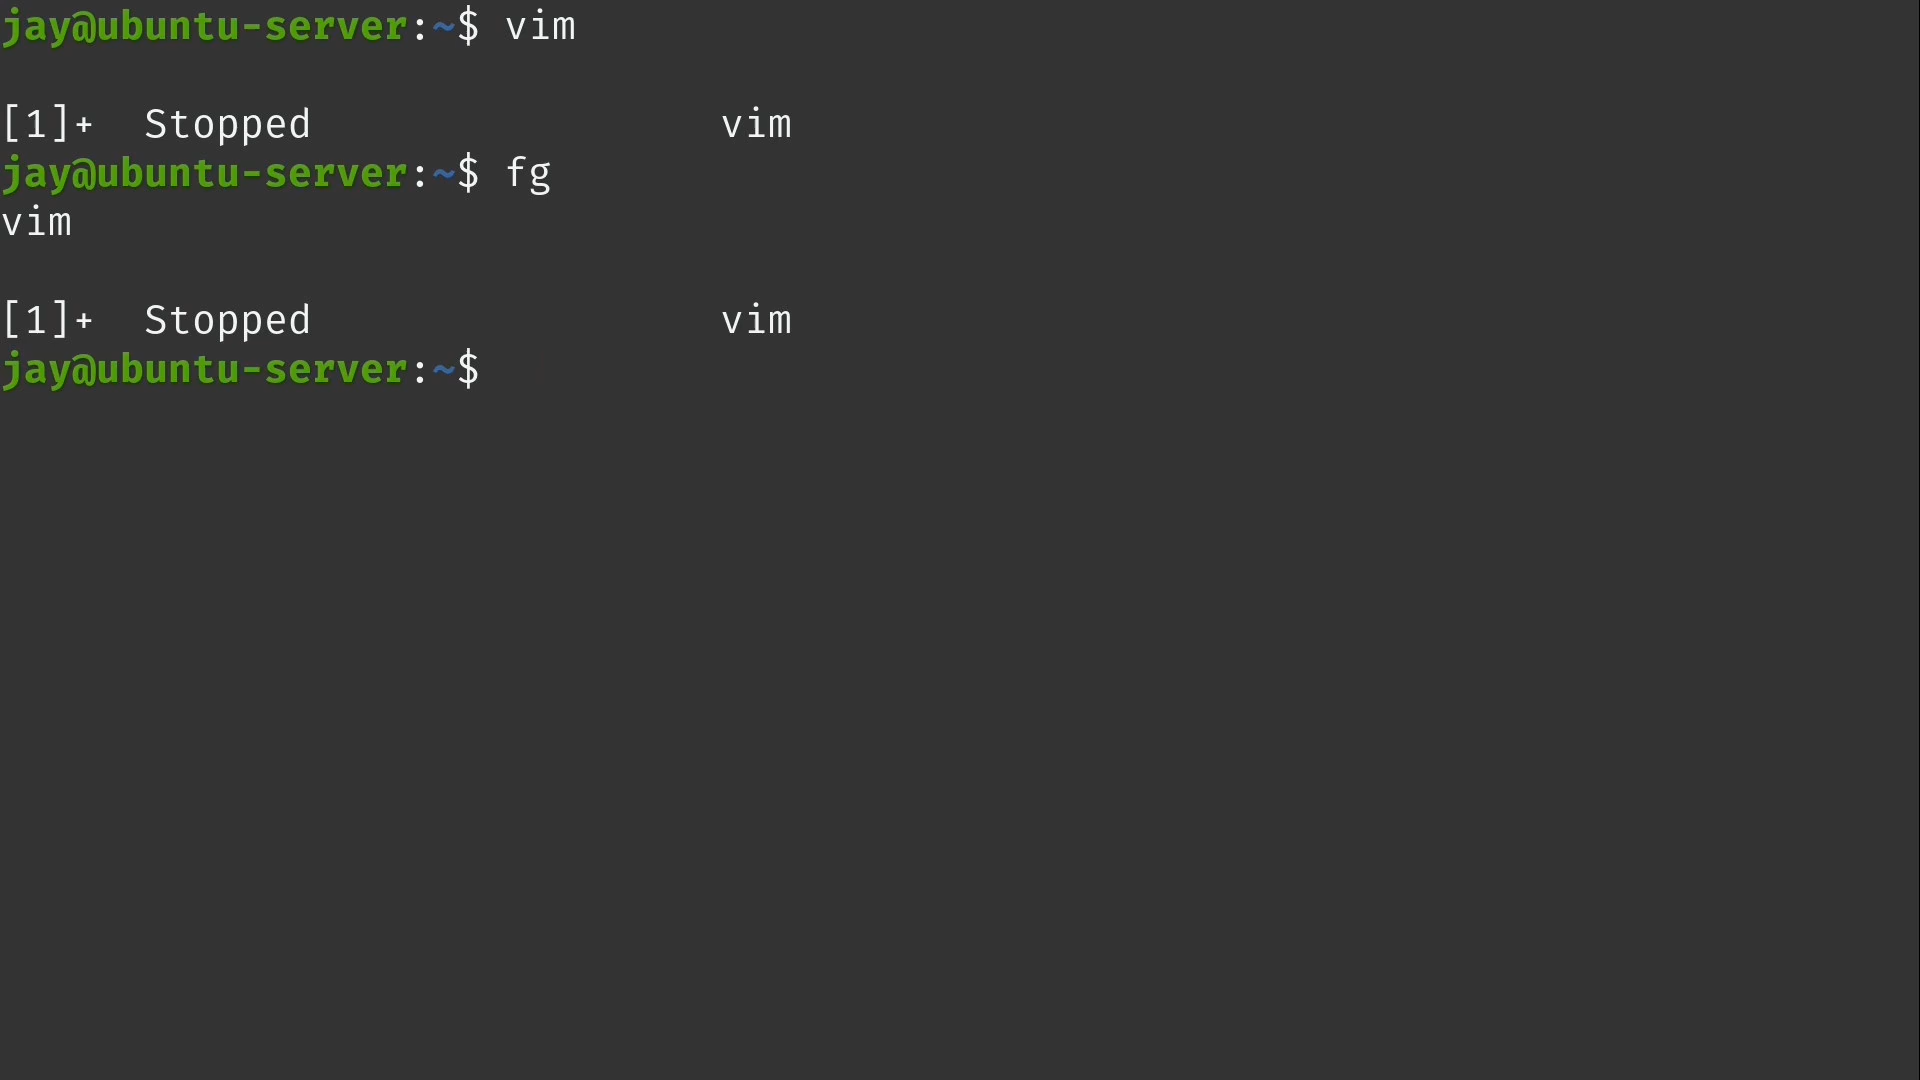 jay@ubuntu-server:~$ vim
[1]+  Stopped                 vim
jay@ubuntu-server:~$ fg
vim
[1]+  Stopped                 vim
jay@ubuntu-server:~$